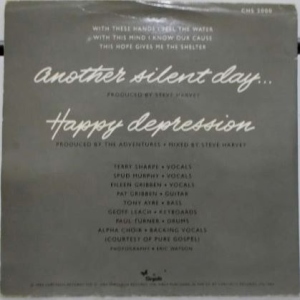 CHS 2000
WITH THESE HANDS I FEEL THE WATER
WITH THIS MIND I KNOW OUR CAUSE
THIS HOPE GIVES ME THE SHELTER
Another silent day...
PRODUCED BY STEVE HARVEY
Happy depression
PRODUCED BY THE ADVENTURES • MIXED BY STEVE HARVEY
TERRY SHARPE • VOCALS
SPUD MURPHY • VOCALS
EILEEN GRIBBEN • VOCALS
PAT GRIBBEN • GUITAR
TONY AYRE • BASS
GEOFF LEACH • KEYBOARDS
PAUL TURNER • DRUMS
ALPHA CHOIR • BACKING VOCALS
(COURTESY OF PURE GOSPEL)
PHOTOGRAPHY • ERIC WATSON
Chrysalis